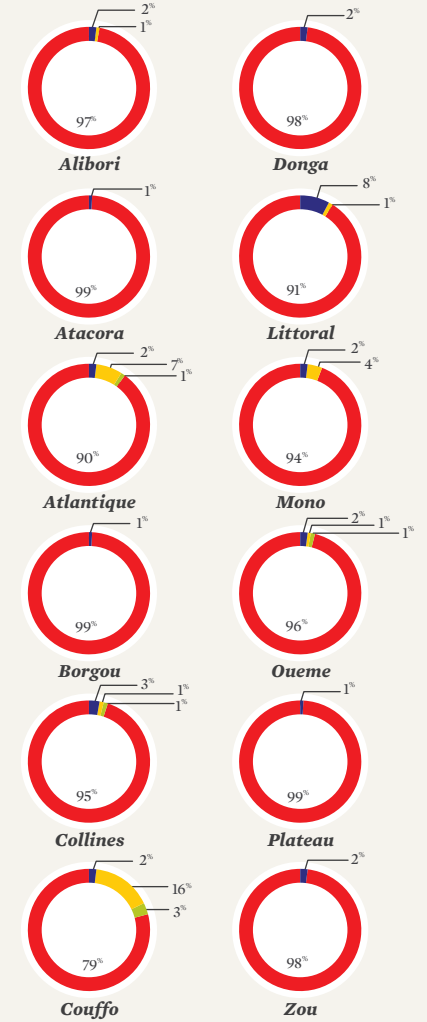 2%
1%
97%
Alibori
2%
98%
Donga
1%
99%
Atacora
8%
1%
91%
Littoral
2%
7%
1%
90%
Atlantique
2%
4%
94%
Mono
1%
99%
Borgou
2%
1%
1%
96%
Oueme
3%
1%
1%
95%
Collines
1%
99%
Plateau
2%
16%
3%
79%
Couffo
2%
98%
Zou